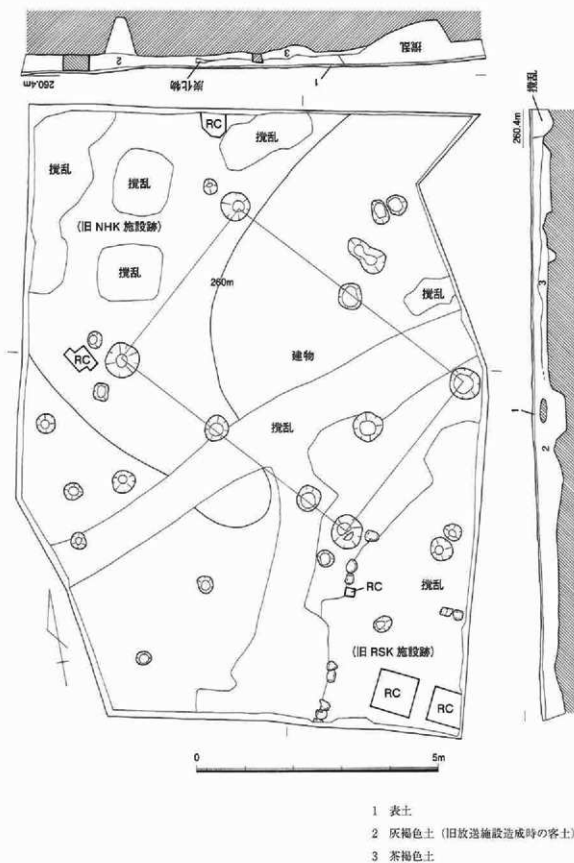 260.4m
2
炭化物
3
1
攪乱
260.4m
攪乱
3
1
2
RC
攪乱
攪乱
攪乱
(旧 NHK 施設跡)
攪乱
260m
攪乱
RC
建物
攪乱
RC
攪乱
(旧 RSK 施設跡)
RC
RC
0
5m
1 表土
2 灰褐色土 (旧放送施設造成時の客土)
3 茶褐色土